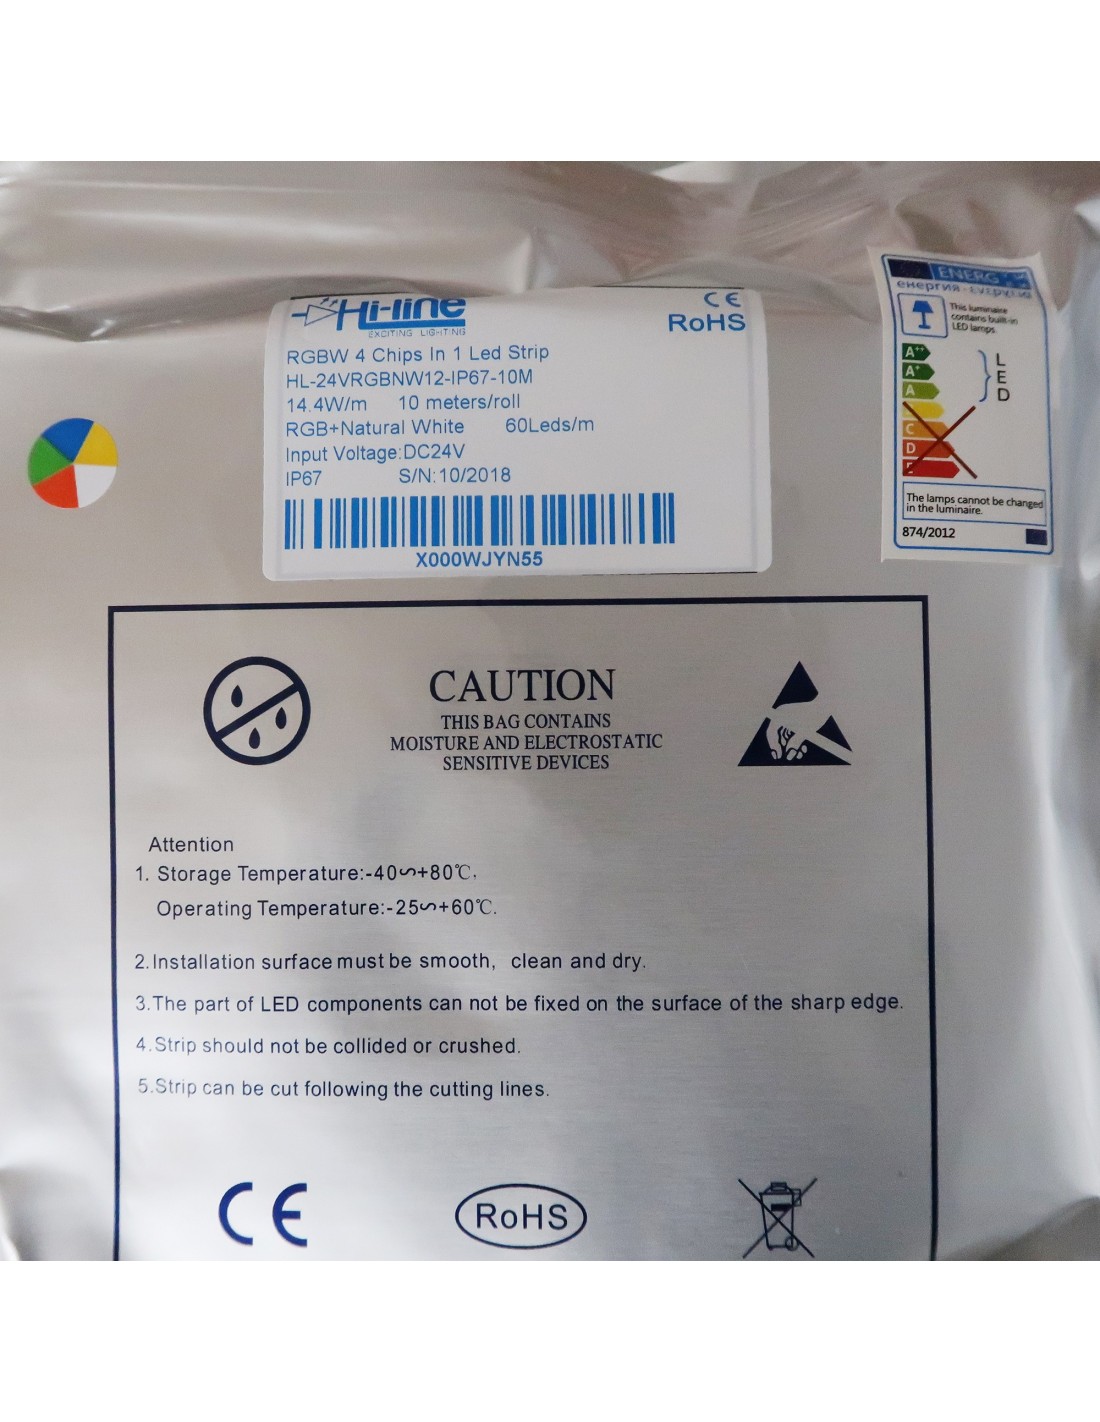 Hi-line
EXCITING LIGHTING
CE
RoHS
RGBW 4 Chips In 1 Led Strip
HL-24VRGBNW12-IP67-10M
14.4W/m 10 meters/roll
RGB+Natural White 60Leds/m
Input Voltage:DC24V
IP67 S/N:10/2018
X000WJYN55
ENERG
енергия · ενεργεια
This luminaire
contains built-in
LED lamps.
A++
A+
A
C
D
L
E
D
The lamps cannot be changed
in the luminaire.
874/2012
CAUTION
THIS BAG CONTAINS
MOISTURE AND ELECTROSTATIC
SENSITIVE DEVICES
Attention
1. Storage Temperature:-40∽+80℃.
Operating Temperature:-25∽+60℃.
2.Installation surface must be smooth, clean and dry.
3.The part of LED components can not be fixed on the surface of the sharp edge.
4.Strip should not be collided or crushed.
5.Strip can be cut following the cutting lines.
CE
RoHS